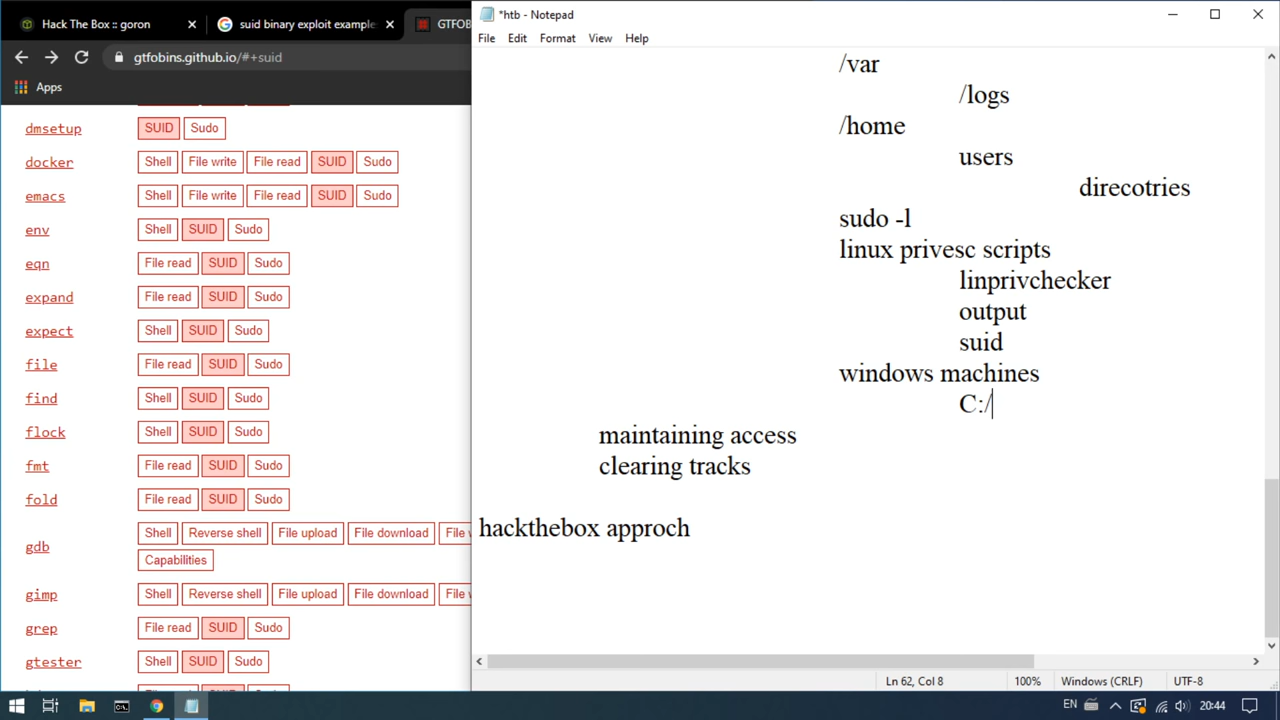 Hack The Box :: goron
suid binary exploit example
GTFOB
gtfobins.github.io/#+suid
Apps
dmsetup SUID Sudo
docker Shell File write File read SUID Sudo
emacs Shell File write File read SUID Sudo
env Shell SUID Sudo
eqn File read SUID Sudo
expand File read SUID Sudo
expect Shell SUID Sudo
file File read SUID Sudo
find Shell SUID Sudo
flock Shell SUID Sudo
fmt File read SUID Sudo
fold File read SUID Sudo
gdb Shell Reverse shell File upload File download File w
Capabilities
gimp Shell Reverse shell File upload File download File w
grep File read SUID Sudo
gtester Shell SUID Sudo
*htb - Notepad
File Edit Format View Help
/var
/logs
/home
users
direcotries
sudo -l
linux privesc scripts
linprivchecker
output
suid
windows machines
C:/
maintaining access
clearing tracks
hackthebox approch
Ln 62, Col 8 100% Windows (CRLF) UTF-8
EN 20:44